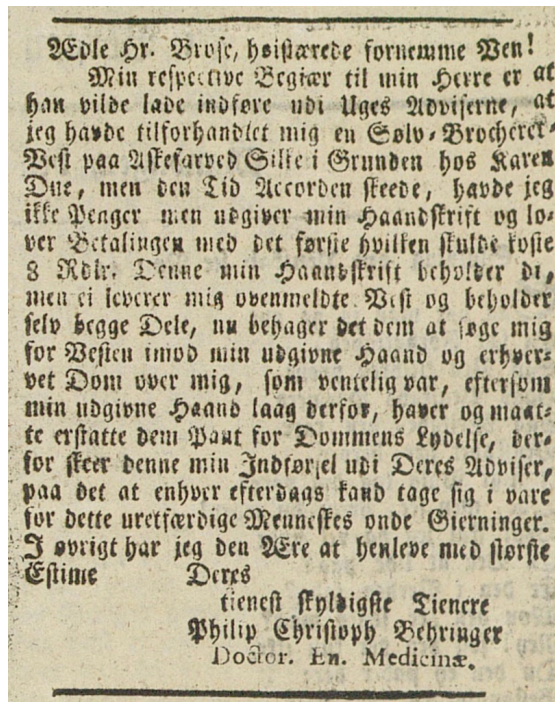 Ædle Hr. Brose, høistærede fornemme Ven!
Min respective Begiær til min Herre er at
han vilde lade indføre udi Uges Adviserne, at
jeg havde tilforhandlet mig en Sølv-Brocheret-
Vest paa Askefarved Silke i Grunden hos Karen
Due, men den Tid Accorden skeede, havde jeg
ikke Penger men udgiver min Haandskrift og lo-
ver Betalingen med det første hvilken skulde koste
8 Rdlr. Denne min Haandskrift beholder di,
men ei leverer mig ovenmeldte Vest og beholder
selv begge Dele, nu behager det dem at søge mig
for Vesten imod min udgivne Haand og erhver-
vet Dom over mig, som ventelig var, eftersom
min udgivne Haand laag derfor, haver og maat-
te erstatte dem Pant for Dommens Lydelse, der-
for skeer denne min Indførsel udi Deres Adviser,
paa det at enhver efterdags kand tage sig i vare
for dette uretfærdige Menneskes onde Gierninger.
I øvrigt har jeg den Ære at henleve med største
Estime Deres
tienest skyldigste Tienere
Philip Christoph Behringer
Doctor. En. Medicinæ.